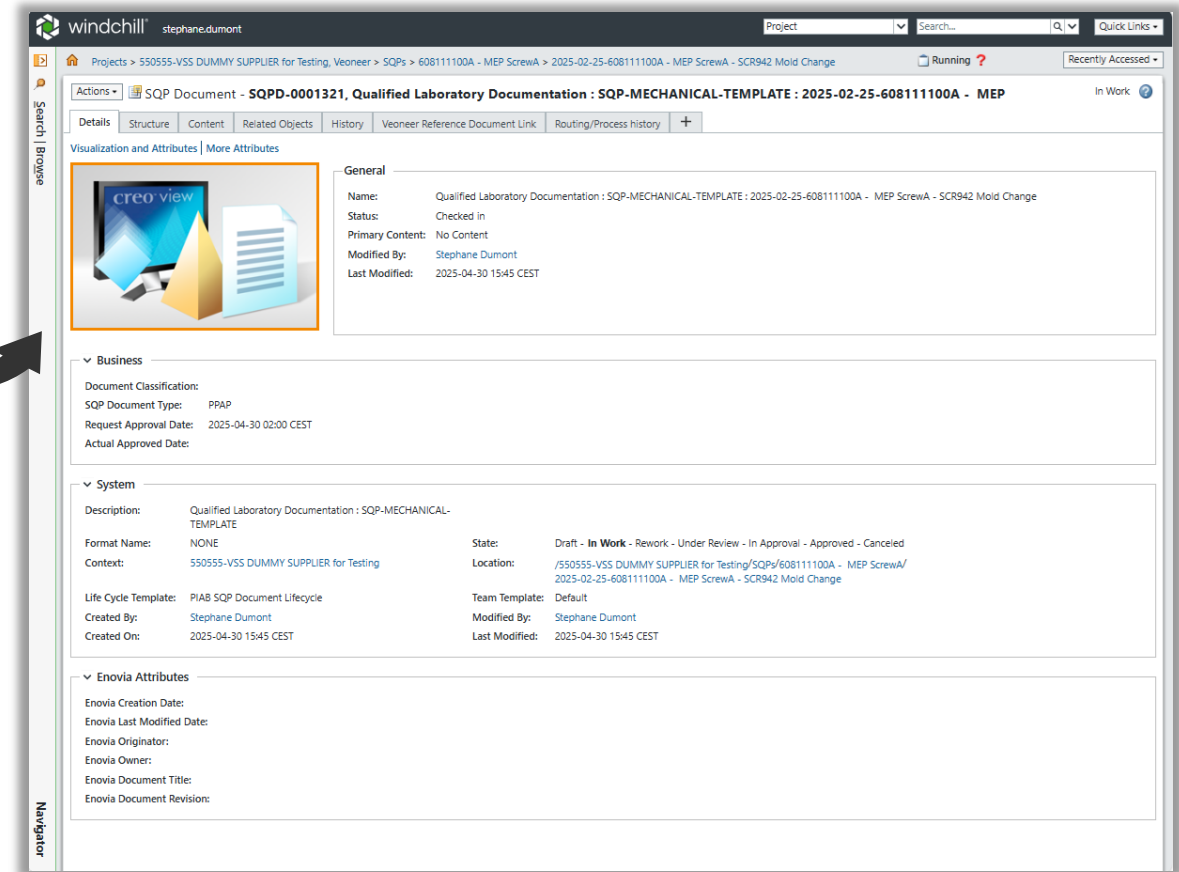 windchill® stephane.dumont Project Search... Quick Links
Projects > 550555-VSS DUMMY SUPPLIER for Testing, Veoneer > SQPs > 608111100A - MEP ScrewA > 2025-02-25-608111100A - MEP ScrewA - SCR942 Mold Change Running ? Recently Accessed
Actions SQP Document - SQPD-0001321, Qualified Laboratory Documentation : SQP-MECHANICAL-TEMPLATE : 2025-02-25-608111100A - MEP In Work ?
Details Structure Content Related Objects History Veoneer Reference Document Link Routing/Process history +
Visualization and Attributes | More Attributes
creo view
General
Name: Qualified Laboratory Documentation : SQP-MECHANICAL-TEMPLATE : 2025-02-25-608111100A - MEP ScrewA - SCR942 Mold Change
Status: Checked in
Primary Content: No Content
Modified By: Stephane Dumont
Last Modified: 2025-04-30 15:45 CEST
Business
Document Classification:
SQP Document Type: PPAP
Request Approval Date: 2025-04-30 02:00 CEST
Actual Approved Date:
System
Description: Qualified Laboratory Documentation : SQP-MECHANICAL-
TEMPLATE
Format Name: NONE State: Draft - In Work - Rework - Under Review - In Approval - Approved - Canceled
Context: 550555-VSS DUMMY SUPPLIER for Testing Location: /550555-VSS DUMMY SUPPLIER for Testing/SQPs/608111100A - MEP ScrewA/
2025-02-25-608111100A - MEP ScrewA - SCR942 Mold Change
Life Cycle Template: PIAB SQP Document Lifecycle Team Template: Default
Created By: Stephane Dumont Modified By: Stephane Dumont
Created On: 2025-04-30 15:45 CEST Last Modified: 2025-04-30 15:45 CEST
Enovia Attributes
Enovia Creation Date:
Enovia Last Modified Date:
Enovia Originator:
Enovia Owner:
Enovia Document Title:
Enovia Document Revision:
Search | Browse
Navigator